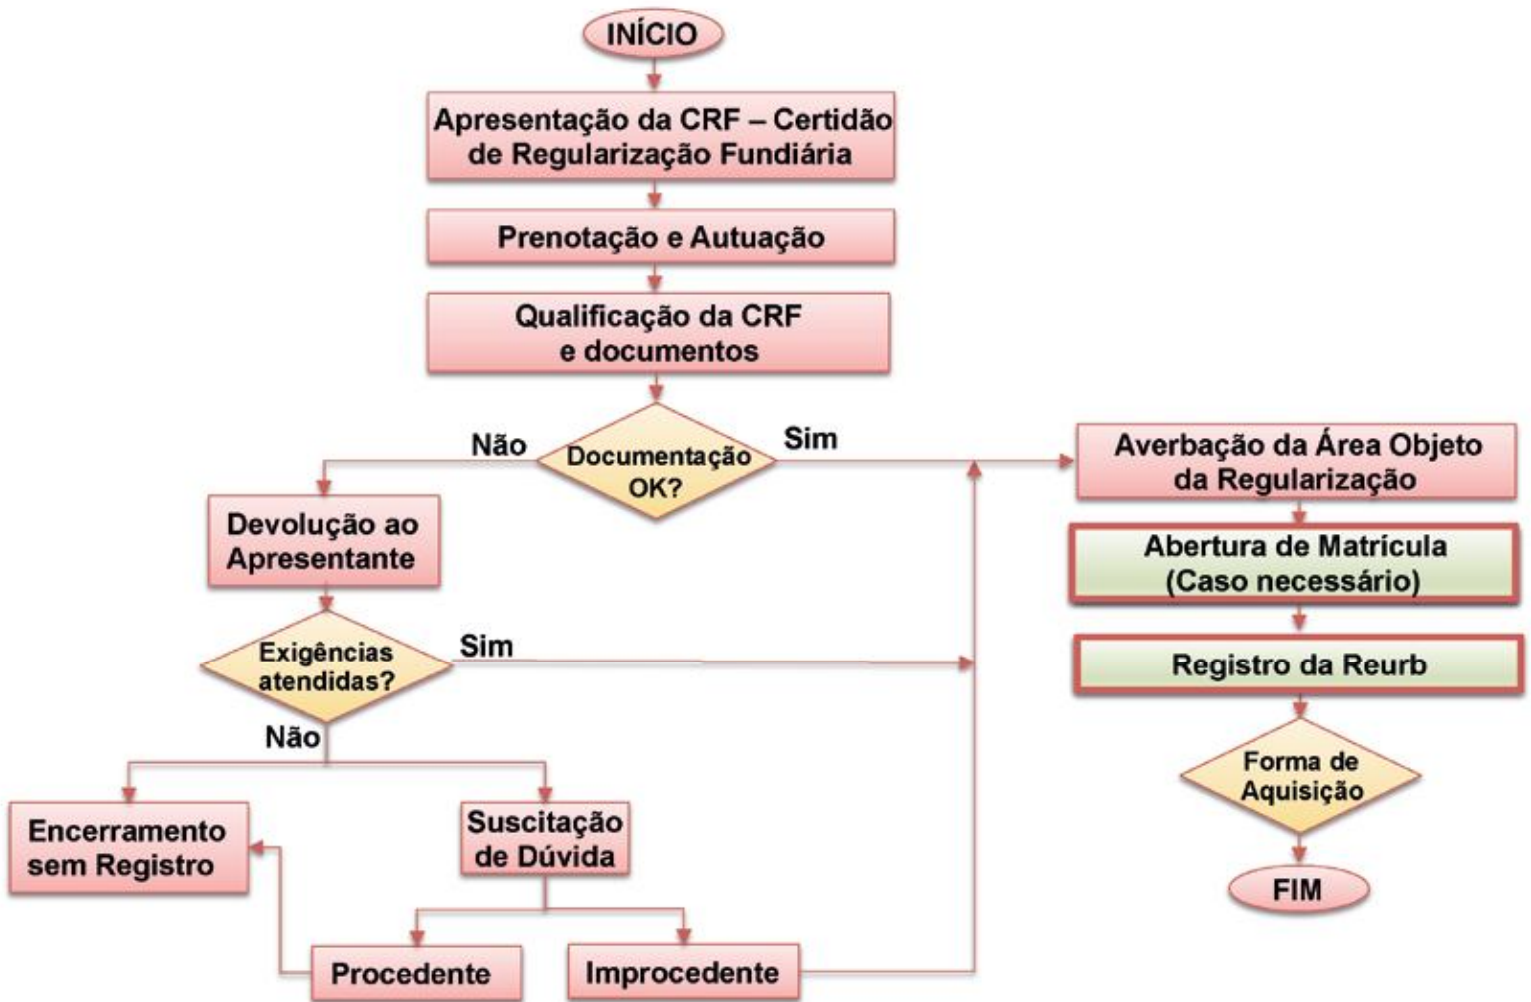 INÍCIO
Apresentação da CRF – Certidão
de Regularização Fundiária
Prenotação e Autuação
Qualificação da CRF
e documentos
Documentação
OK?
Não
Sim
Devolução ao
Apresentante
Exigências
atendidas?
Sim
Não
Encerramento
sem Registro
Suscitação
de Dúvida
Procedente
Improcedente
Averbação da Área Objeto
da Regularização
Abertura de Matrícula
(Caso necessário)
Registro da Reurb
Forma de
Aquisição
FIM